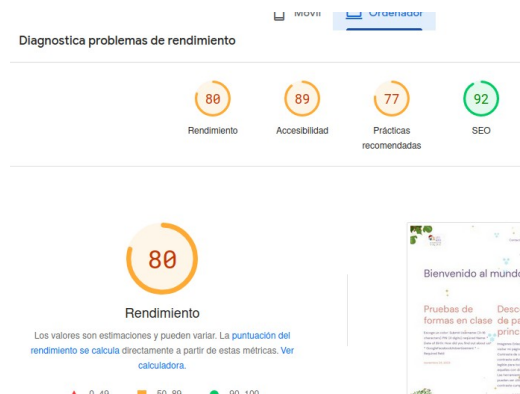 Móvil
Ordenador
Diagnostica problemas de rendimiento
80
89
77
92
Rendimiento
Accesibilidad
Prácticas
recomendadas
SEO
80
Rendimiento
Los valores son estimaciones y pueden variar. La puntuación del
rendimiento se calcula directamente a partir de estas métricas. Ver
calculadora.
0-49
50-89
90-100
Bienvenido al mundo
Pruebas de
formas en clase